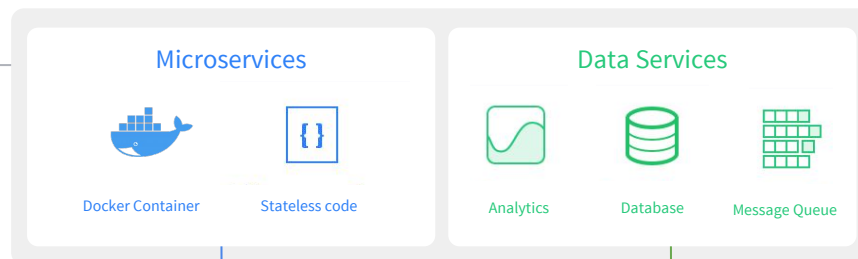 Microservices
Data Services
{ }
Docker Container
Stateless code
Analytics
Database
Message Queue